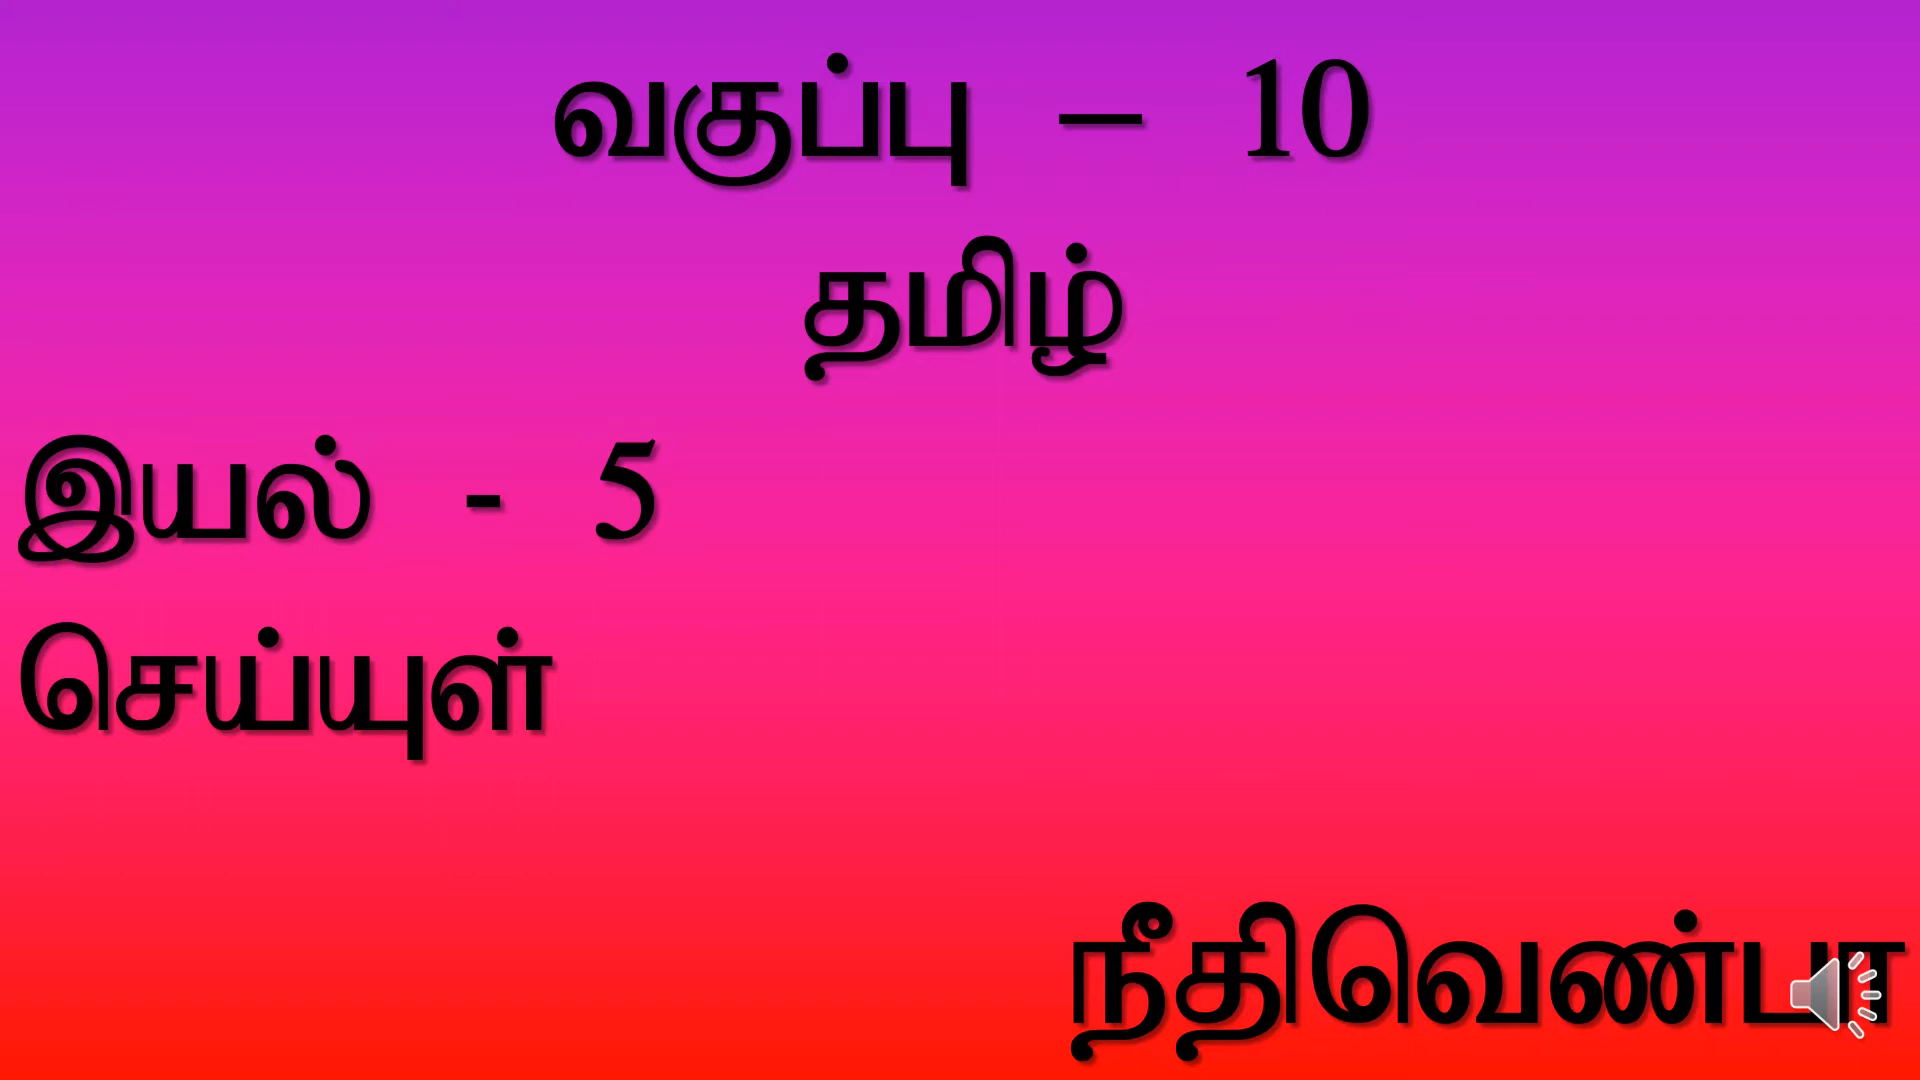 வகுப்பு – 10
தமிழ்
இயல் - 5
செய்யுள்
நீதிவெண்பா